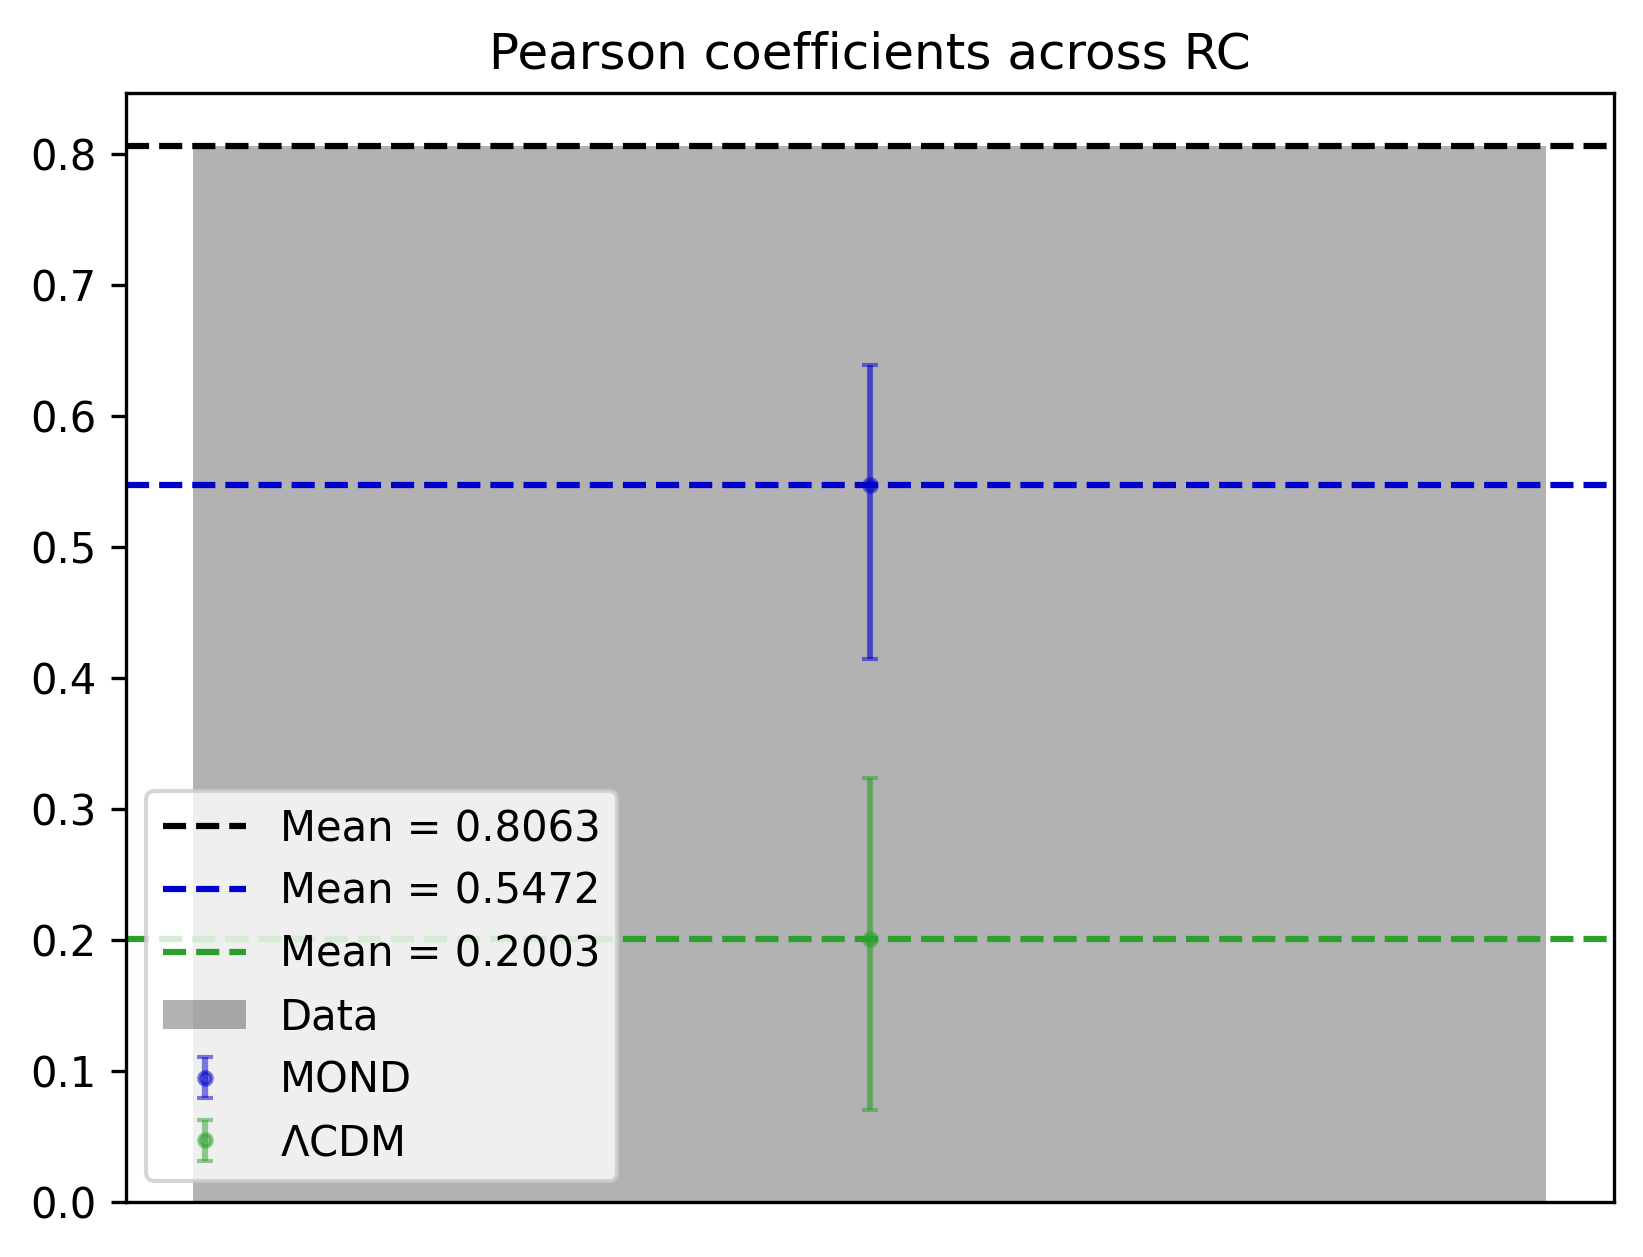 Pearson coefficients across RC
0.8
0.7
0.6
0.5
0.4
0.3
0.2
0.1
0.0
Mean = 0.8063
Mean = 0.5472
Mean = 0.2003
Data
MOND
ΛCDM